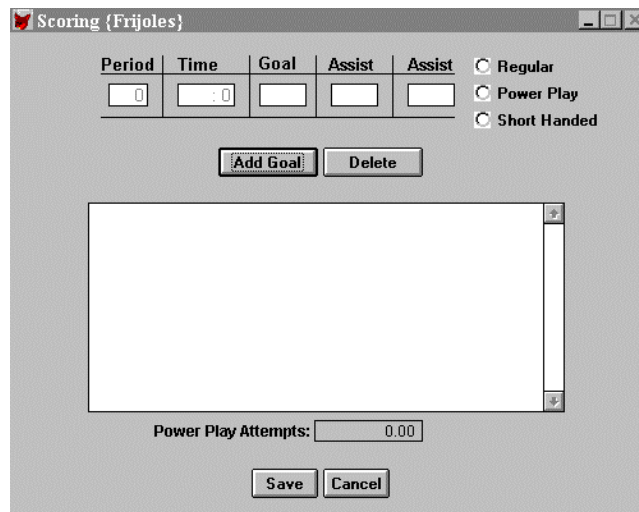 Scoring {Frijoles}
Period Time Goal Assist Assist
0 : 0
Regular
Power Play
Short Handed
Add Goal Delete
Power Play Attempts: 0.00
Save Cancel